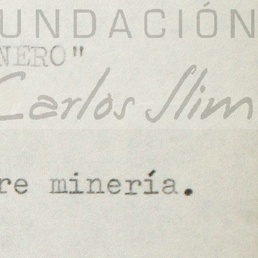 UNDACIÓN
NERO"
Carlos Slim
re minería.